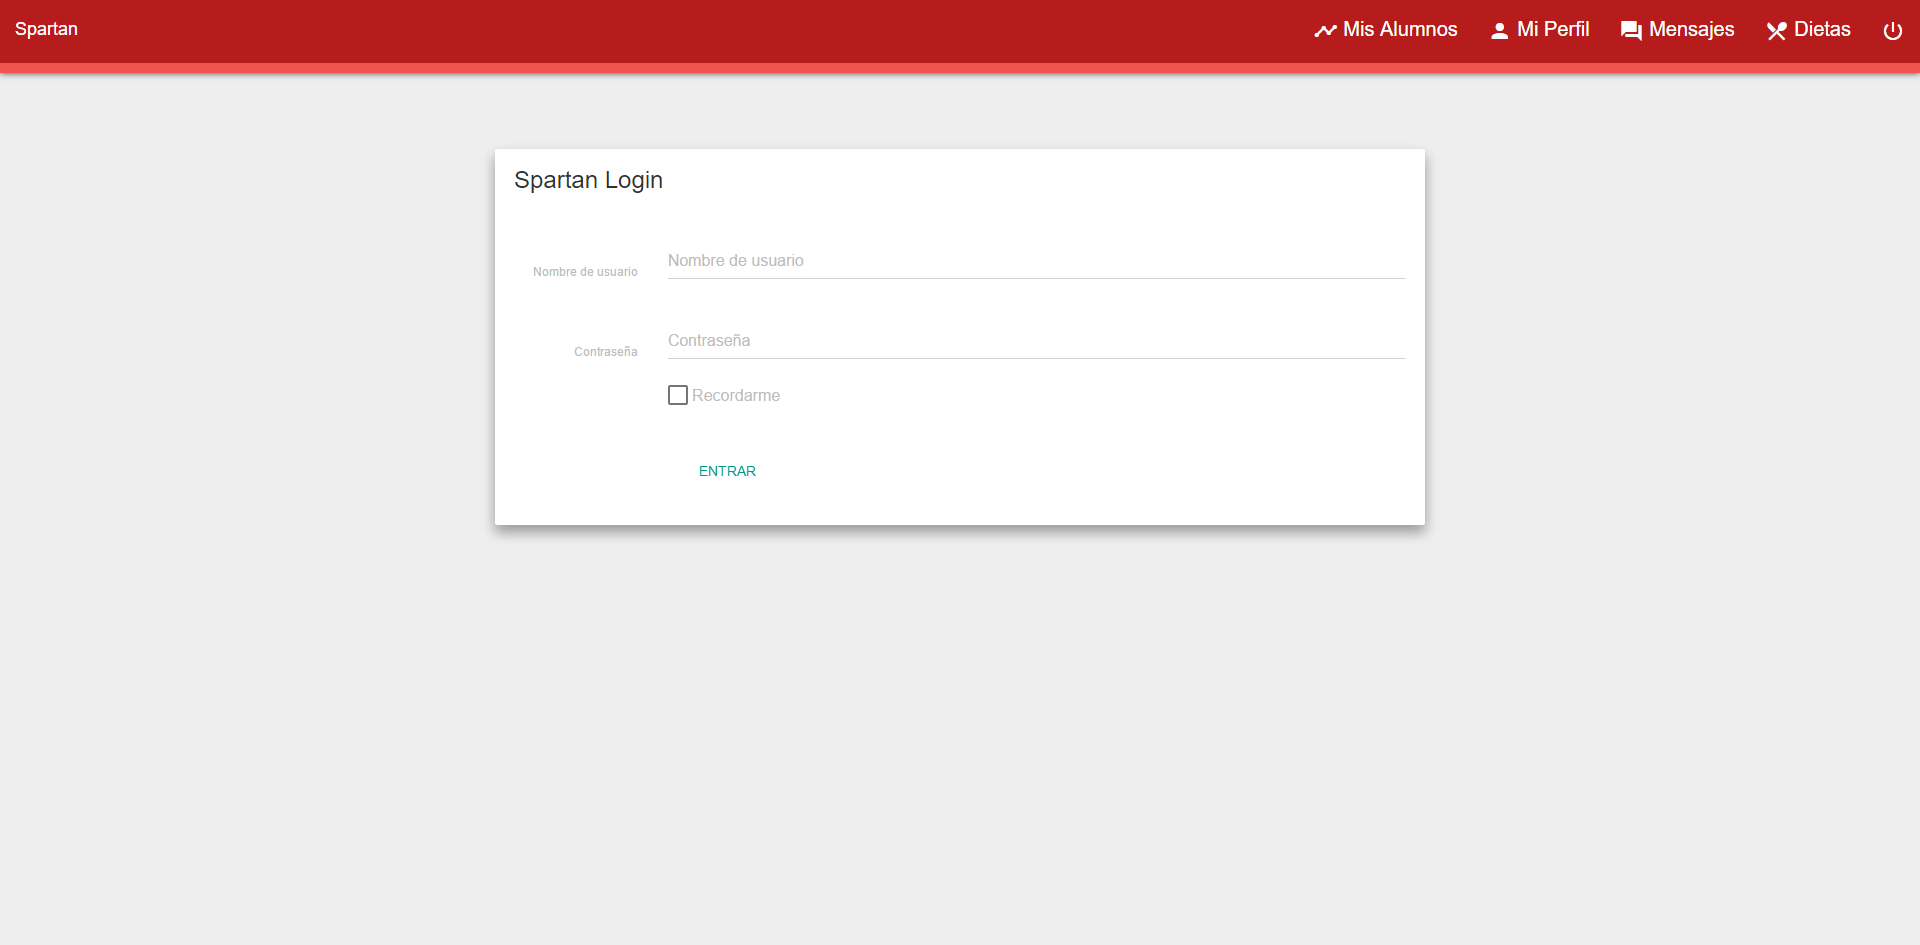 Spartan
Mis Alumnos
Mi Perfil
Mensajes
Dietas
Spartan Login
Nombre de usuario
Nombre de usuario
Contraseña
Contraseña
Recordarme
ENTRAR